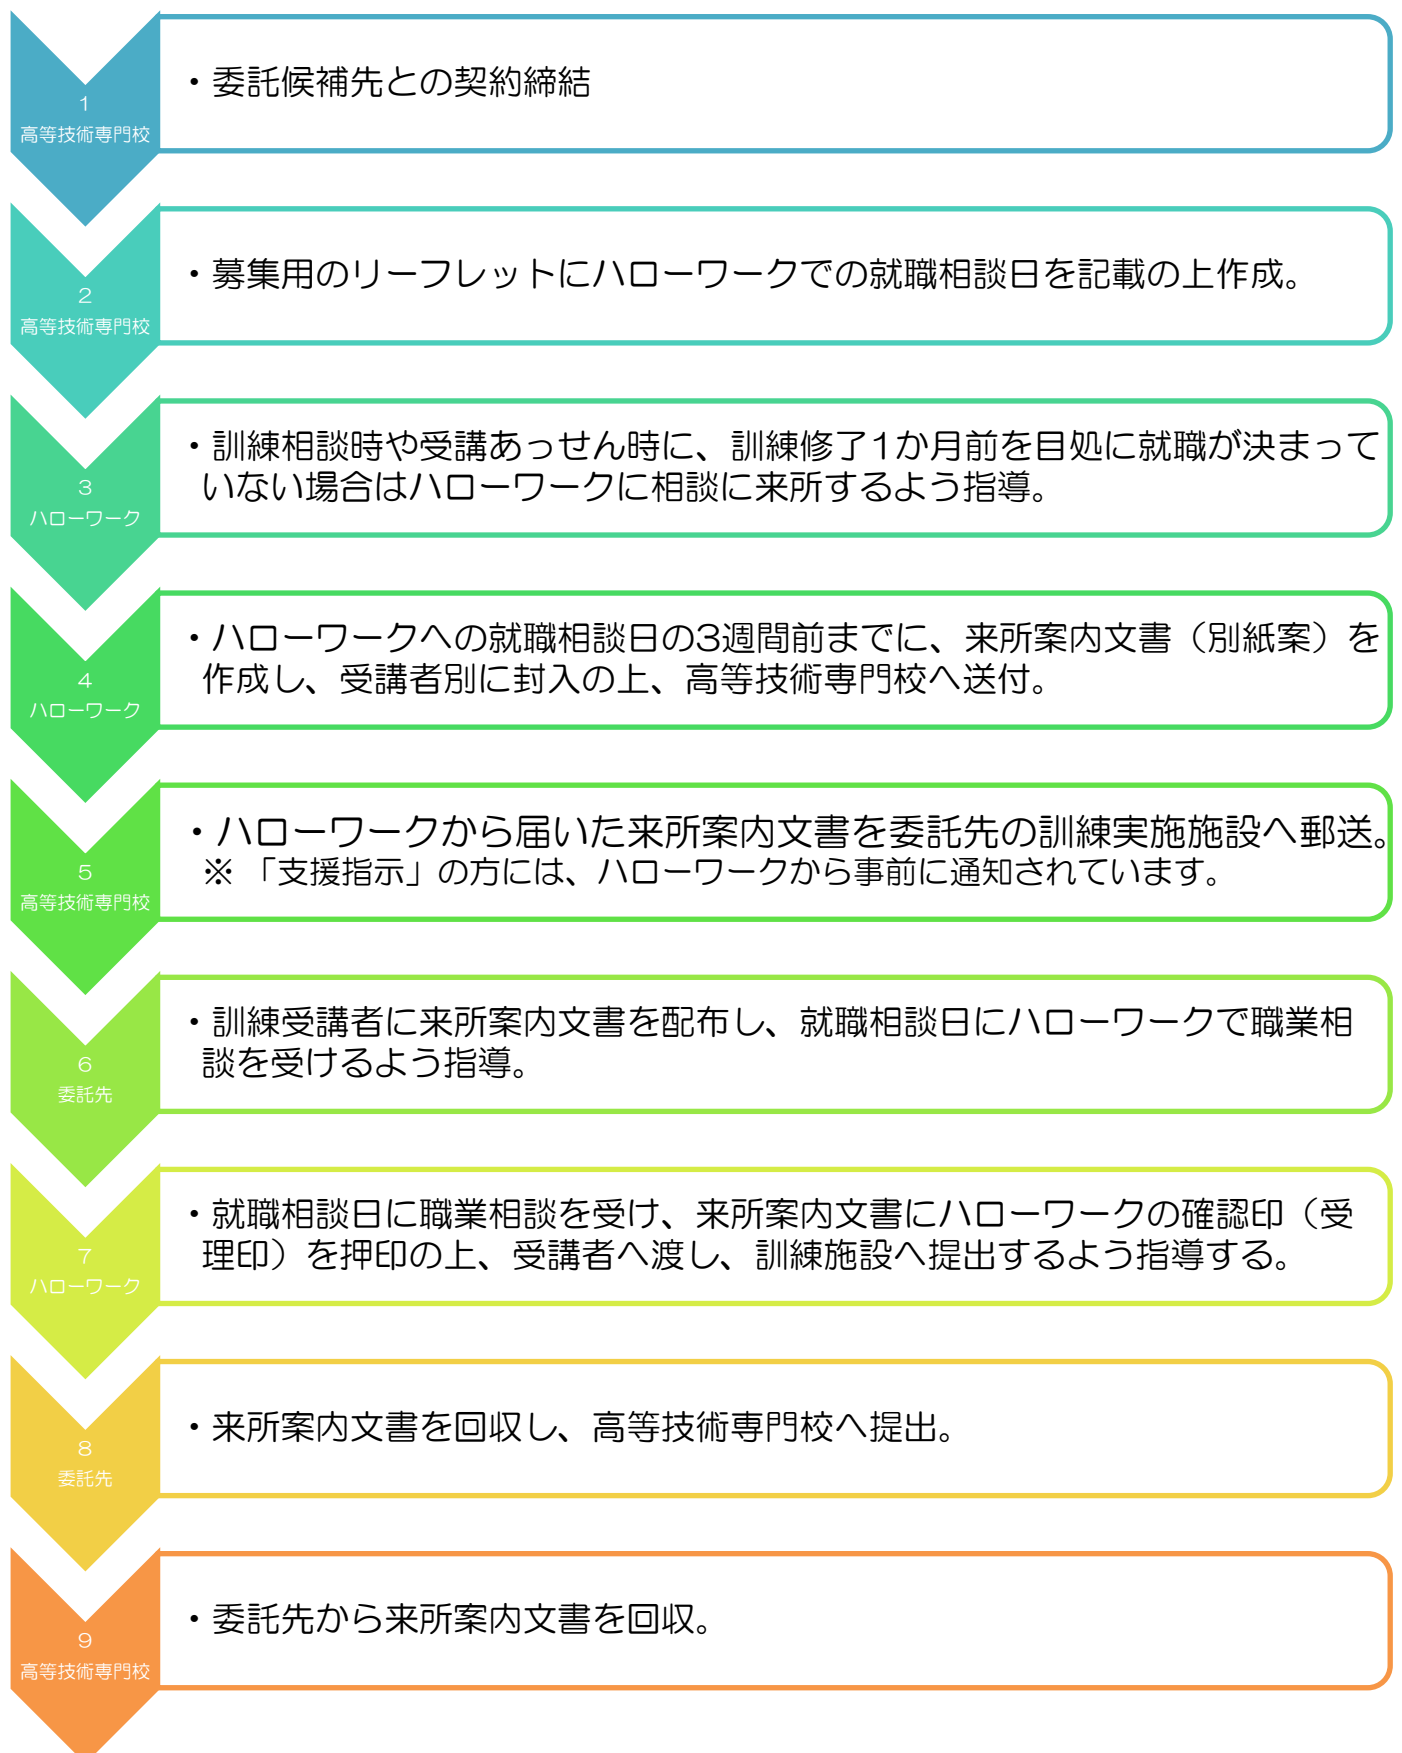 1
高等技術専門校
・委託候補先との契約締結
2
高等技術専門校
・募集用のリーフレットにハローワークでの就職相談日を記載の上作成。
3
ハローワーク
・訓練相談時や受講あっせん時に、訓練修了1か月前を目処に就職が決まって
いない場合はハローワークに相談に来所するよう指導。
4
ハローワーク
・ハローワークへの就職相談日の3週間前までに、来所案内文書（別紙案）を
作成し、受講者別に封入の上、高等技術専門校へ送付。
5
高等技術専門校
・ハローワークから届いた来所案内文書を委託先の訓練実施施設へ郵送。
※ 「支援指示」の方には、ハローワークから事前に通知されています。
6
委託先
・訓練受講者に来所案内文書を配布し、就職相談日にハローワークで職業相
談を受けるよう指導。
7
ハローワーク
・就職相談日に職業相談を受け、来所案内文書にハローワークの確認印（受
理印）を押印の上、受講者へ渡し、訓練施設へ提出するよう指導する。
8
委託先
・来所案内文書を回収し、高等技術専門校へ提出。
9
高等技術専門校
・委託先から来所案内文書を回収。